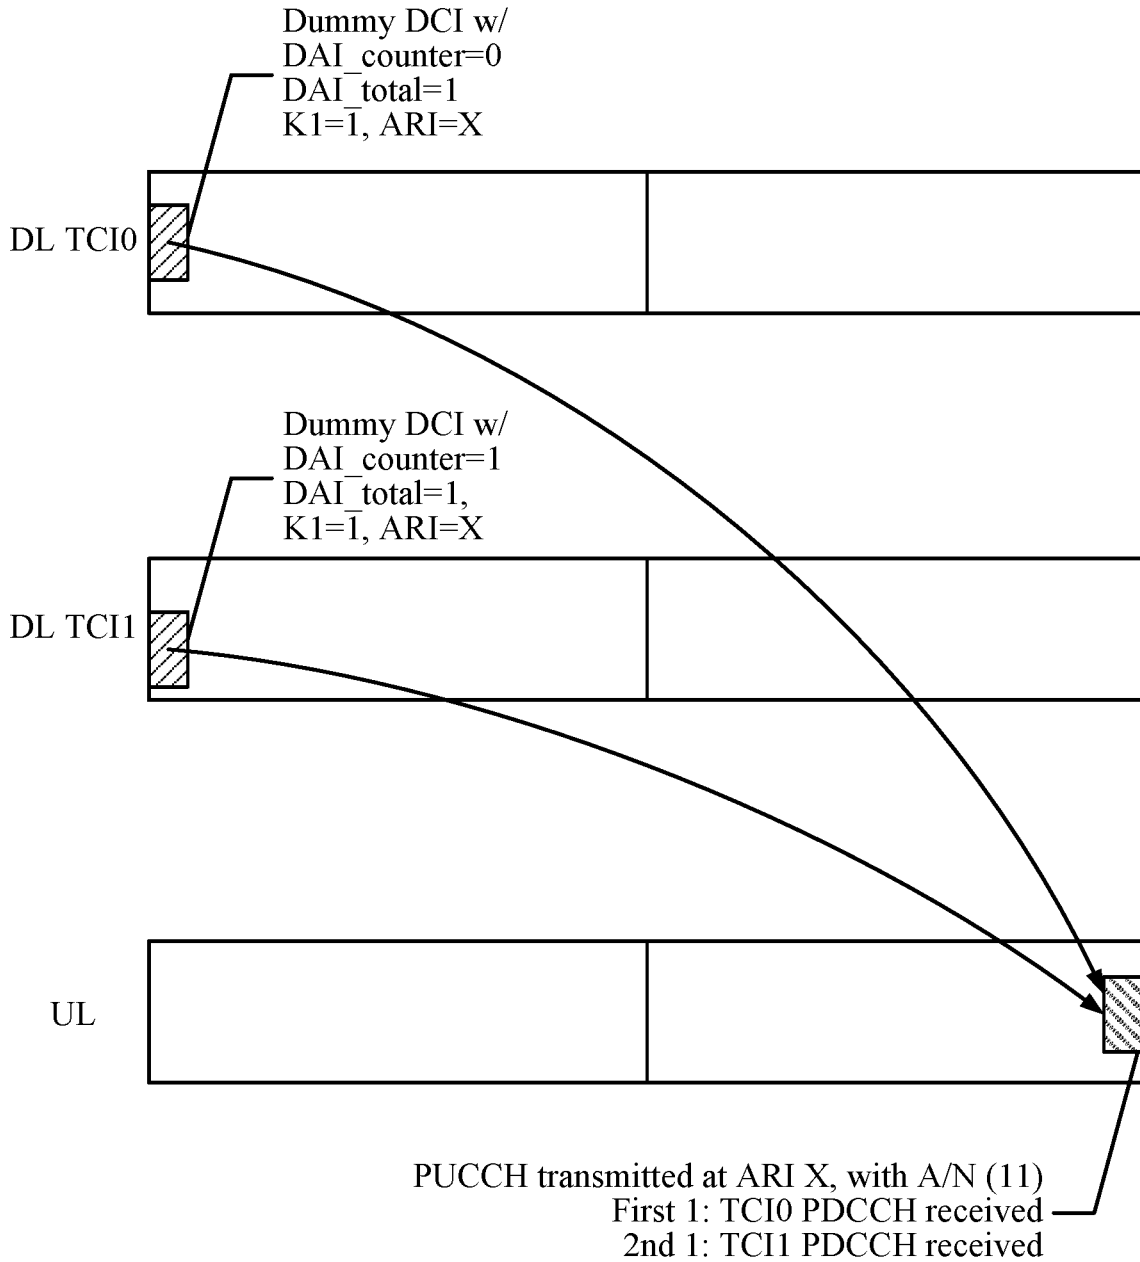 Dummy DCI w/
DAI_counter=0
DAI_total=1
K1=1, ARI=X
DL TCI0
Dummy DCI w/
DAI_counter=1
DAI_total=1,
K1=1, ARI=X
DL TCI1
UL
PUCCH transmitted at ARI X, with A/N (11)
First 1: TCI0 PDCCH received
2nd 1: TCI1 PDCCH received